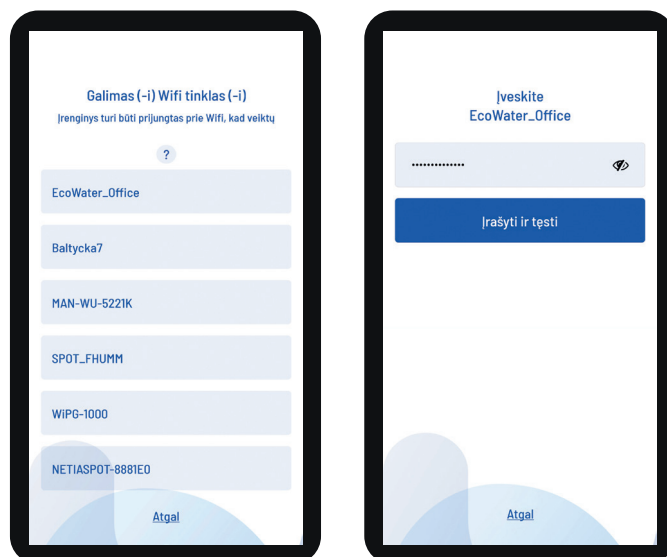 Galimas (-i) Wifi tinklas (-i)
Įrenginys turi būti prijungtas prie Wifi, kad veiktų
?
EcoWater_Office
Baltycka7
MAN-WU-5221K
SPOT_FHUMM
WiPG-1000
NETIASPOT-8881E0
Atgal
Įveskite
EcoWater_Office
••••••••••••••
Įrašyti ir tęsti
Atgal